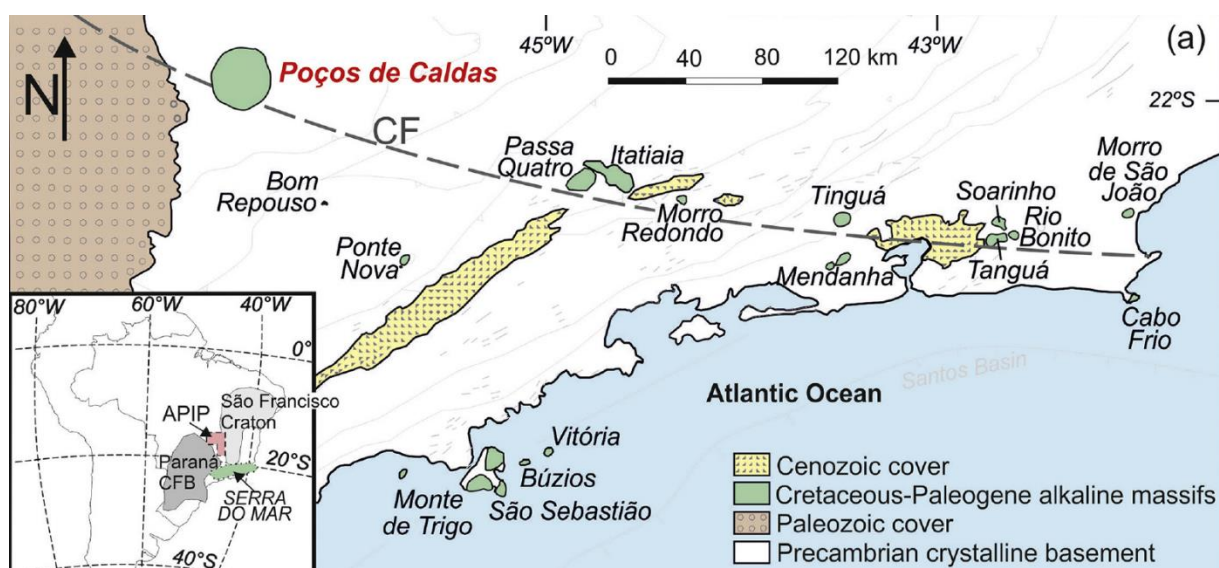 45°W
43°W
(a)
N
0 40 80 120 km
Poços de Caldas
22°S
CF
Passa
Quatro
Itatiaia
Morro
de São
João
Bom
Repouso
Tinguá
Soarinho
Rio
Bonito
Morro
Redondo
Ponte
Nova
Mendanha
Tanguá
80°W
60°W
40°W
Cabo
Frio
0°
Santos Basin
Atlantic Ocean
São Francisco
Craton
APIP
Paraná
CFB
20°S
SERRA
DO MAR
40°S
Vitória
Búzios
Monte
de Trigo
São Sebastião
Cenozoic cover
Cretaceous-Paleogene alkaline massifs
Paleozoic cover
Precambrian crystalline basement